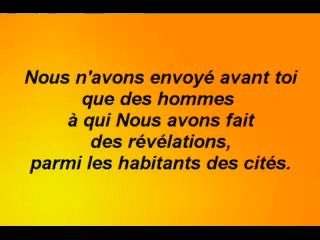 Nous n'avons envoyé avant toi
que des hommes
à qui Nous avons fait
des révélations,
parmi les habitants des cités.